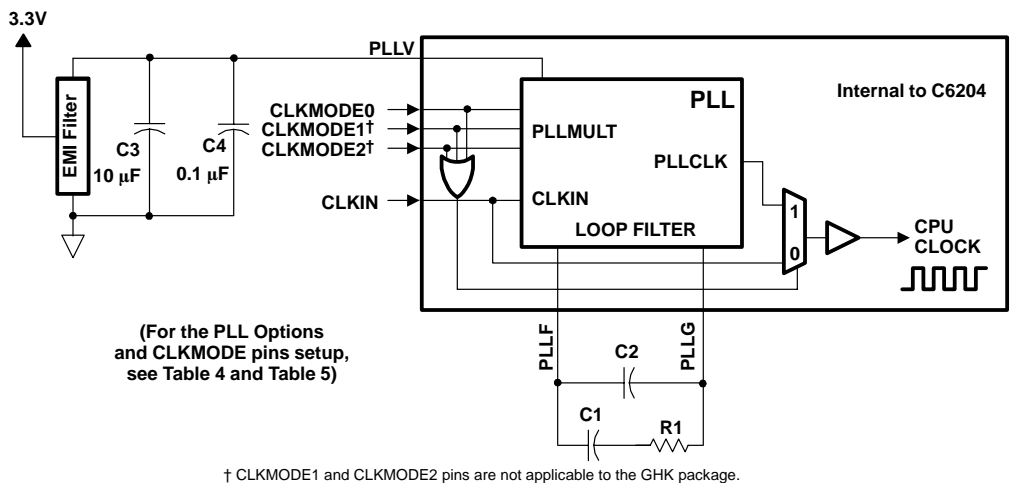 3.3V
PLLV
EMI Filter
C3
10 μF
C4
0.1 μF
CLKMODE0
CLKMODE1†
CLKMODE2†
CLKIN
PLL
PLLMULT
PLLCLK
CLKIN
LOOP FILTER
Internal to C6204
1
0
CPU
CLOCK
(For the PLL Options
and CLKMODE pins setup,
see Table 4 and Table 5)
PLLF
PLLG
C2
C1
R1
† CLKMODE1 and CLKMODE2 pins are not applicable to the GHK package.